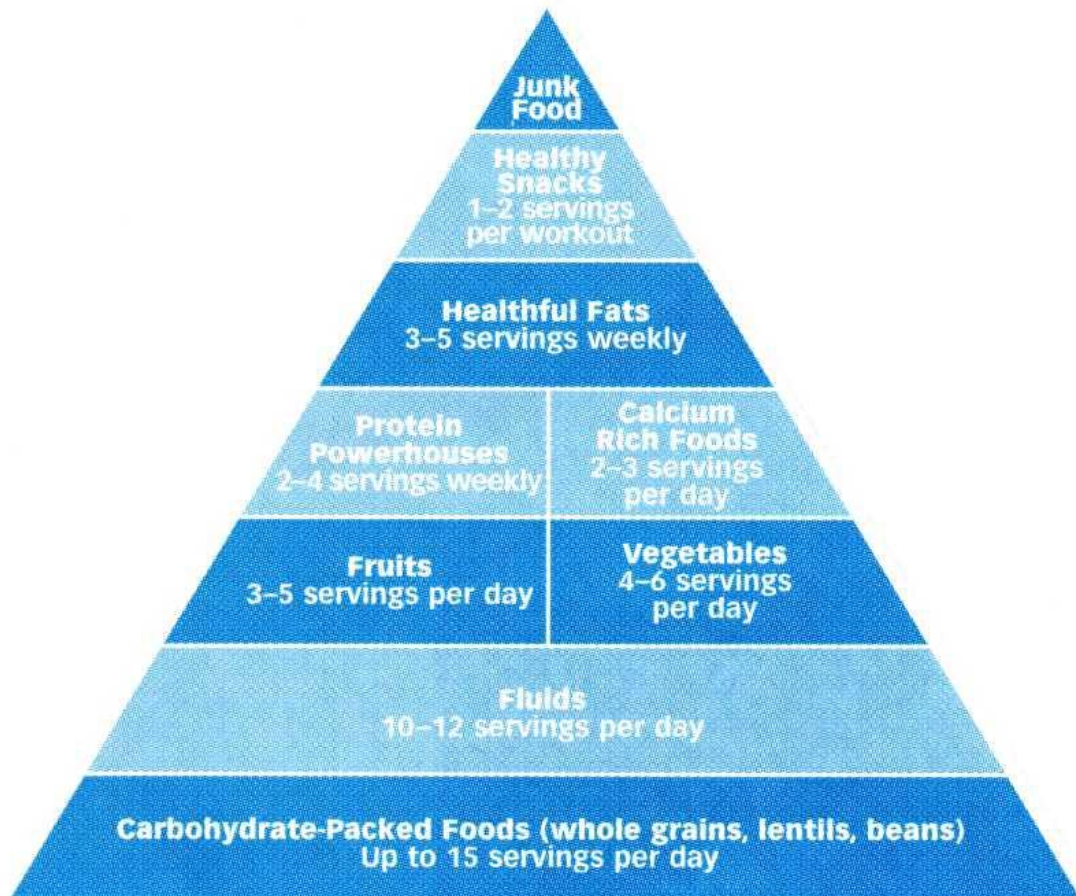 Junk
Food
Healthy
Snacks
1–2 servings
per workout
Healthful Fats
3–5 servings weekly
Protein
Powerhouses
2–4 servings weekly
Calcium
Rich Foods
2–3 servings
per day
Fruits
3–5 servings per day
Vegetables
4–6 servings
per day
Fluids
10–12 servings per day
Carbohydrate-Packed Foods (whole grains, lentils, beans)
Up to 15 servings per day